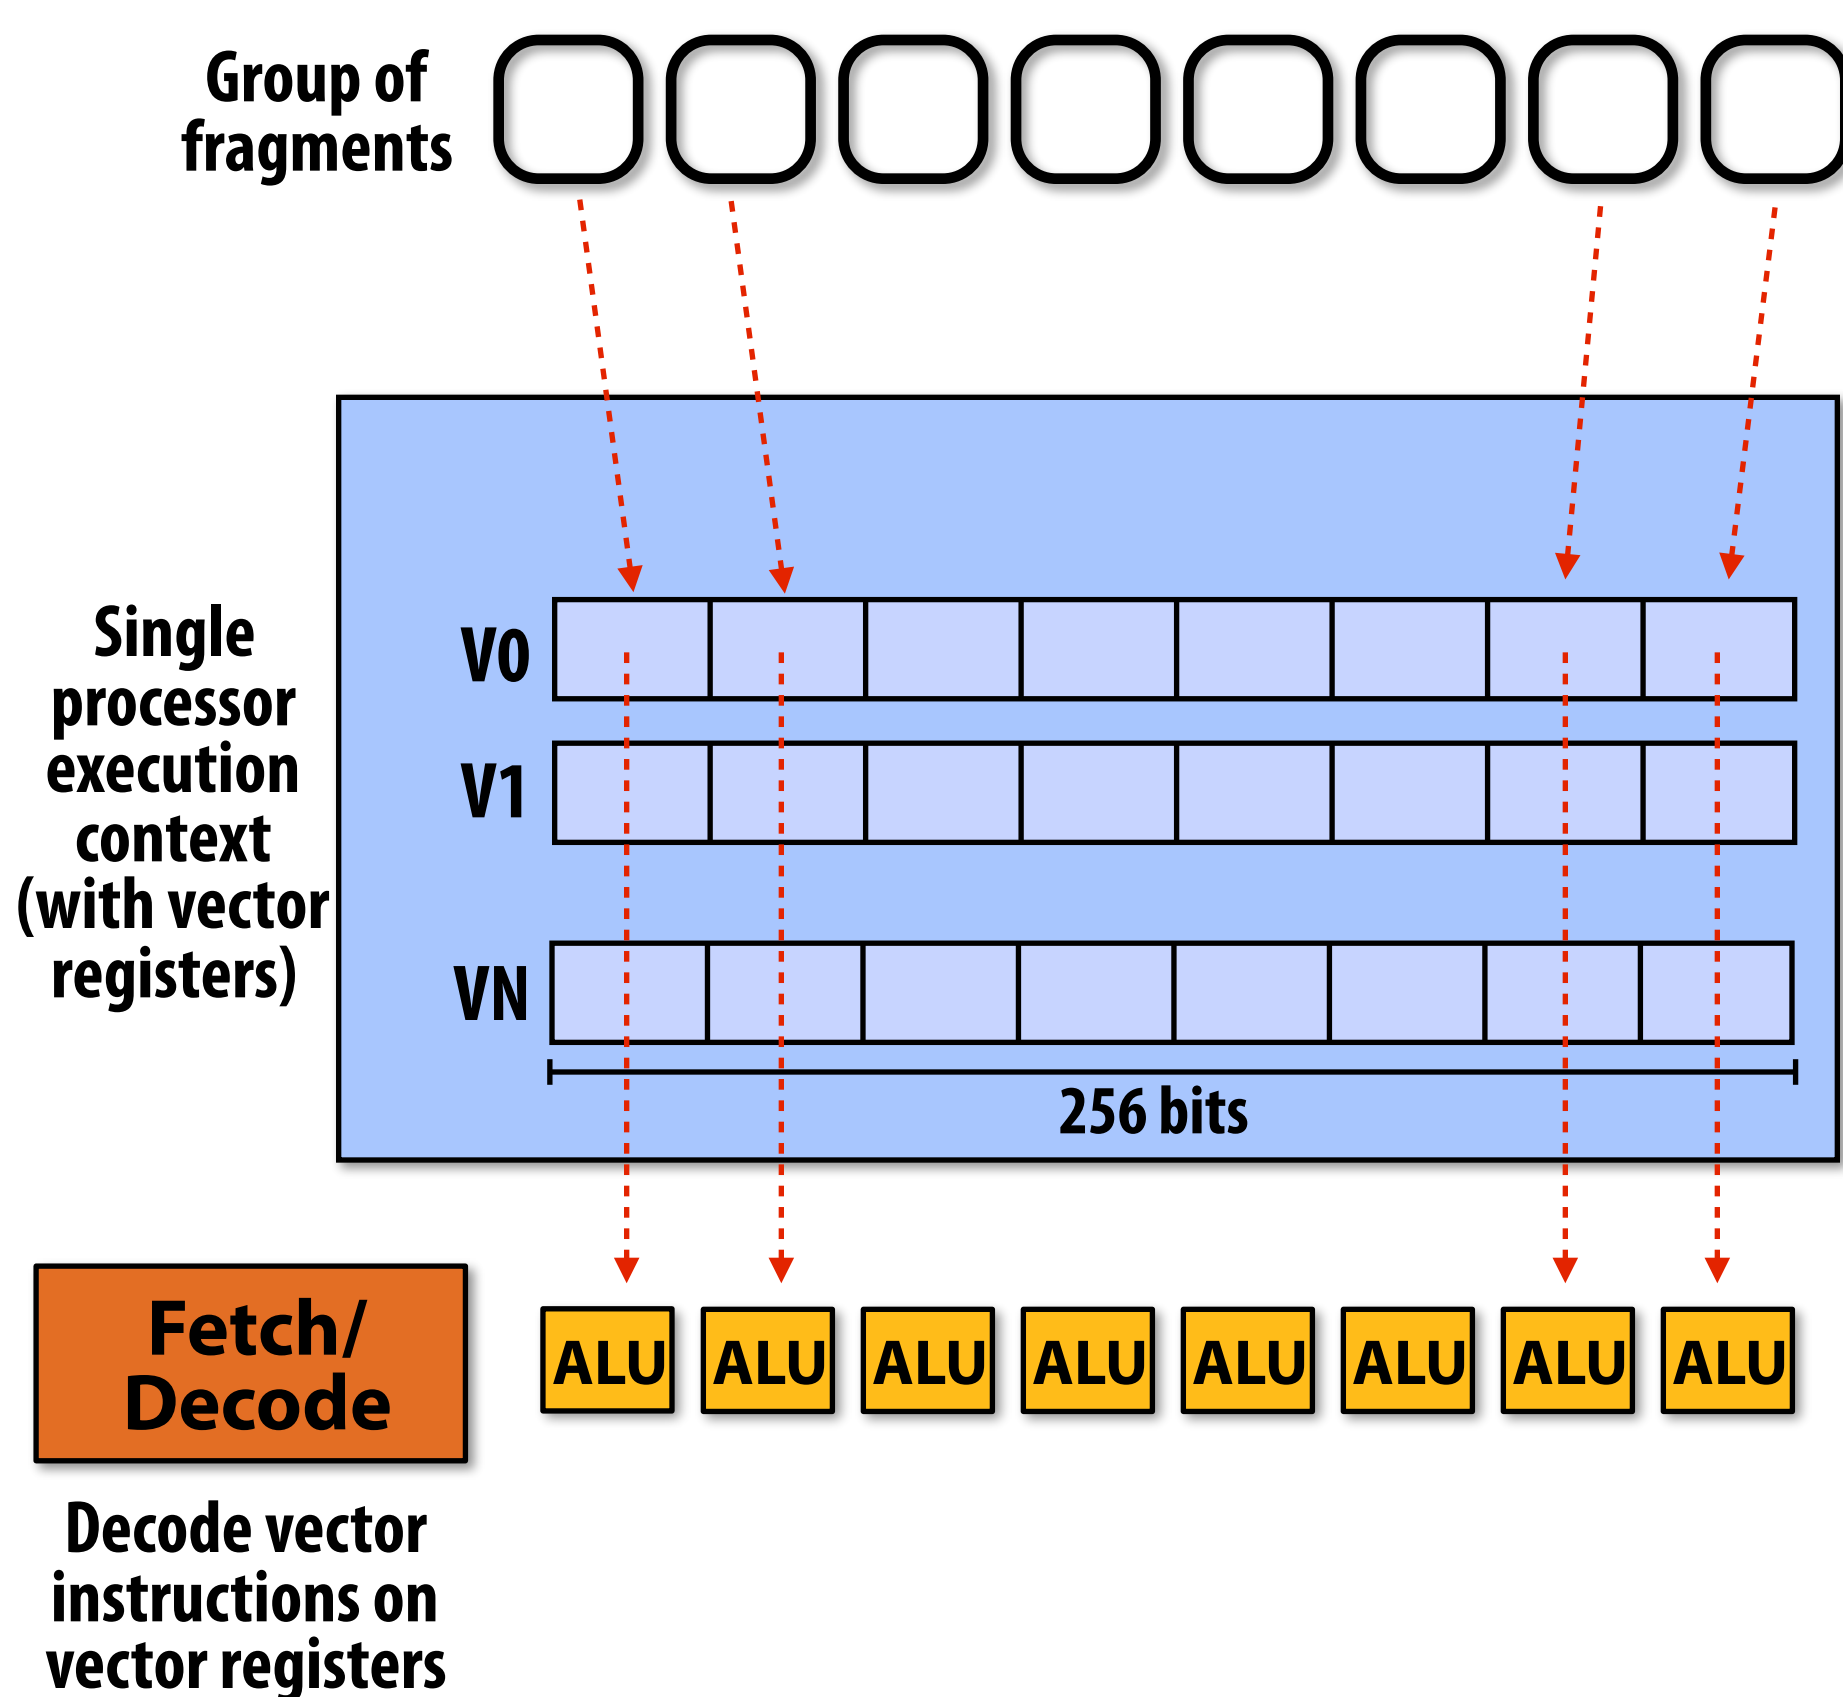 Group of
fragments
Single
processor
execution
context
(with vector
registers)
V0
V1
VN
256 bits
Fetch/
Decode
ALU ALU ALU ALU ALU ALU ALU ALU
Decode vector
instructions on
vector registers